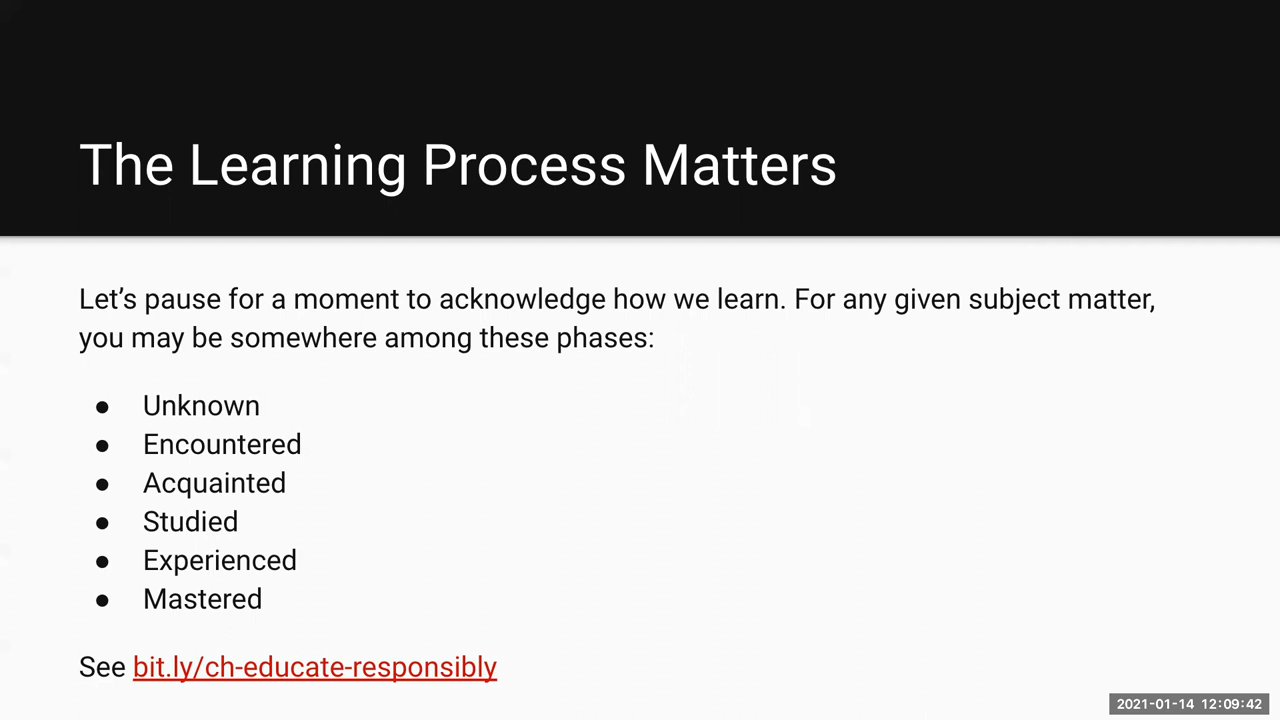 The Learning Process Matters
Let’s pause for a moment to acknowledge how we learn. For any given subject matter,
you may be somewhere among these phases:
● Unknown
● Encountered
● Acquainted
● Studied
● Experienced
● Mastered
See bit.ly/ch-educate-responsibly
2021-01-14 12:09:42